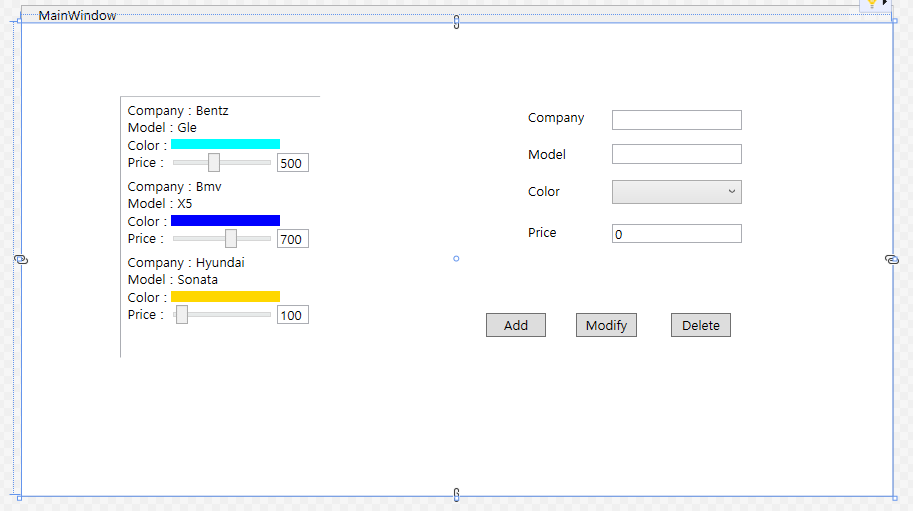 MainWindow
Company : Bentz
Model : Gle
Color :
Price : 500
Company : Bmv
Model : X5
Color :
Price : 700
Company : Hyundai
Model : Sonata
Color :
Price : 100
Company
Model
Color
Price 0
Add Modify Delete